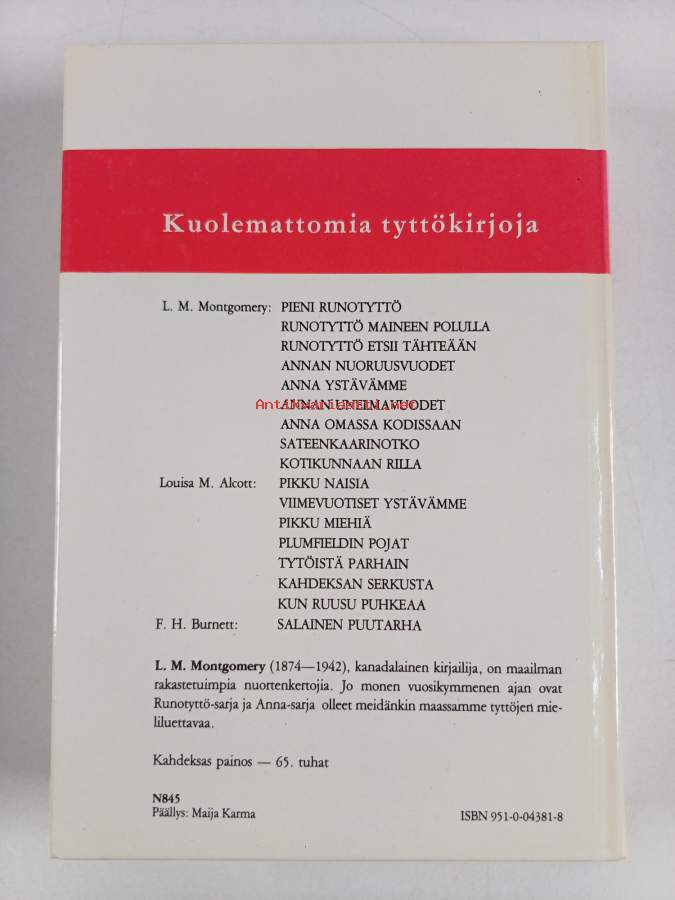 Kuolemattomia tyttökirjoja
L. M. Montgomery: PIENI RUNOTYTTÖ
RUNOTYTTÖ MAINEEN POLULLA
RUNOTYTTÖ ETSII TÄHTEÄÄN
ANNAN NUORUUSVUODET
ANNA YSTÄVÄMME
ANNAN UNELMAVUODET
Antikvariaatti.net
ANNA OMASSA KODISSAAN
SATEENKAARINOTKO
KOTIKUNNAAN RILLA
Louisa M. Alcott: PIKKU NAISIA
VIIMEVUOTISET YSTÄVÄMME
PIKKU MIEHIÄ
PLUMFIELDIN POJAT
TYTÖISTÄ PARHAIN
KAHDEKSAN SERKUSTA
KUN RUUSU PUHKEAA
F. H. Burnett: SALAINEN PUUTARHA
L. M. Montgomery (1874—1942), kanadalainen kirjailija, on maailman
rakastetuimpia nuortenkertojia. Jo monen vuosikymmenen ajan ovat
Runotyttö-sarja ja Anna-sarja olleet meidänkin maassamme tyttöjen mie-
liluettavaa.
Kahdeksas painos — 65. tuhat
N845
Päällys: Maija Karma
ISBN 951-0-04381-8